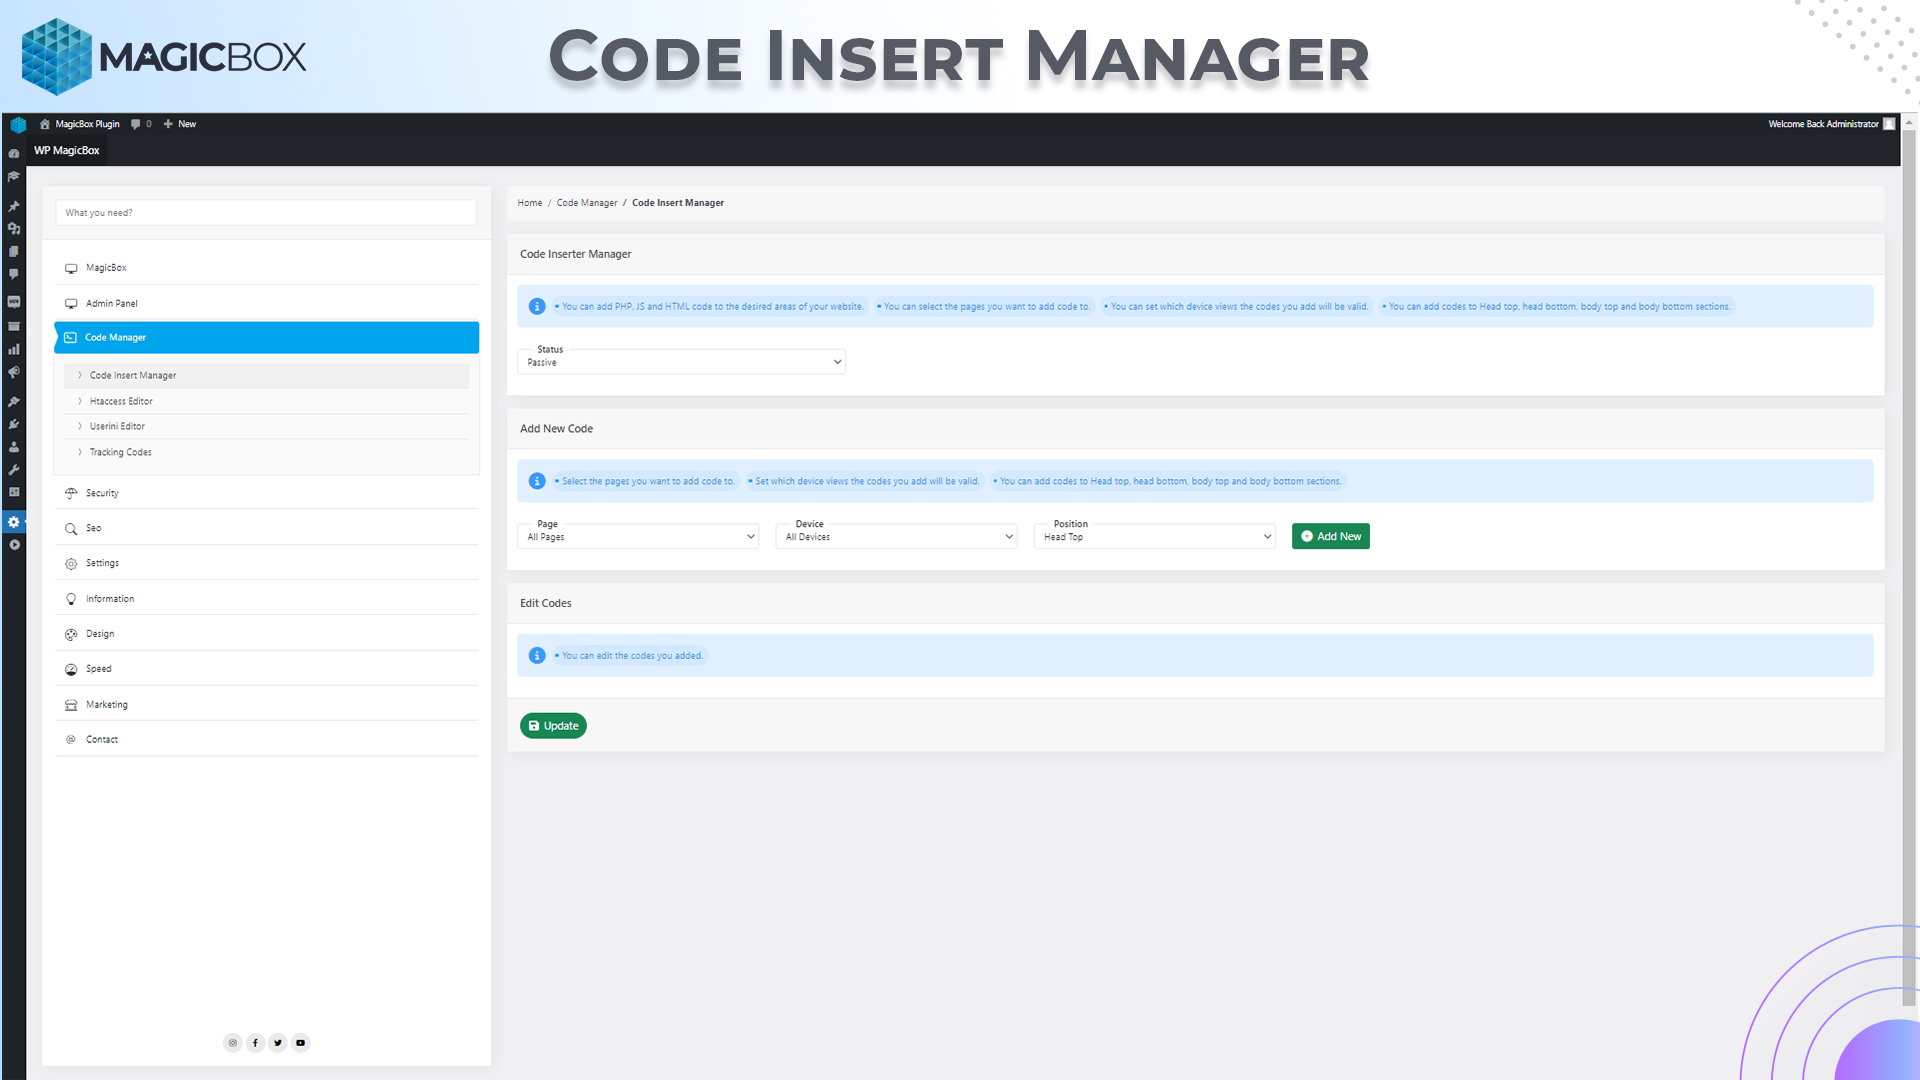 MAGICBOX
CODE INSERT MANAGER
MagicBox Plugin 0 New
Welcome Back Administrator
WP MagicBox
What you need?
MagicBox
Admin Panel
Code Manager
Code Insert Manager
Htaccess Editor
Userini Editor
Tracking Codes
Security
Seo
Settings
Information
Design
Speed
Marketing
Contact
Home / Code Manager / Code Insert Manager
Code Inserter Manager
• You can add PHP, JS and HTML code to the desired areas of your website. • You can select the pages you want to add code to. • You can set which device views the codes you add will be valid. • You can add codes to Head top, head bottom, body top and body bottom sections.
Status
Passive
Add New Code
• Select the pages you want to add code to. • Set which device views the codes you add will be valid. • You can add codes to Head top, head bottom, body top and body bottom sections.
Page
All Pages
Device
All Devices
Position
Head Top
Add New
Edit Codes
• You can edit the codes you added.
Update